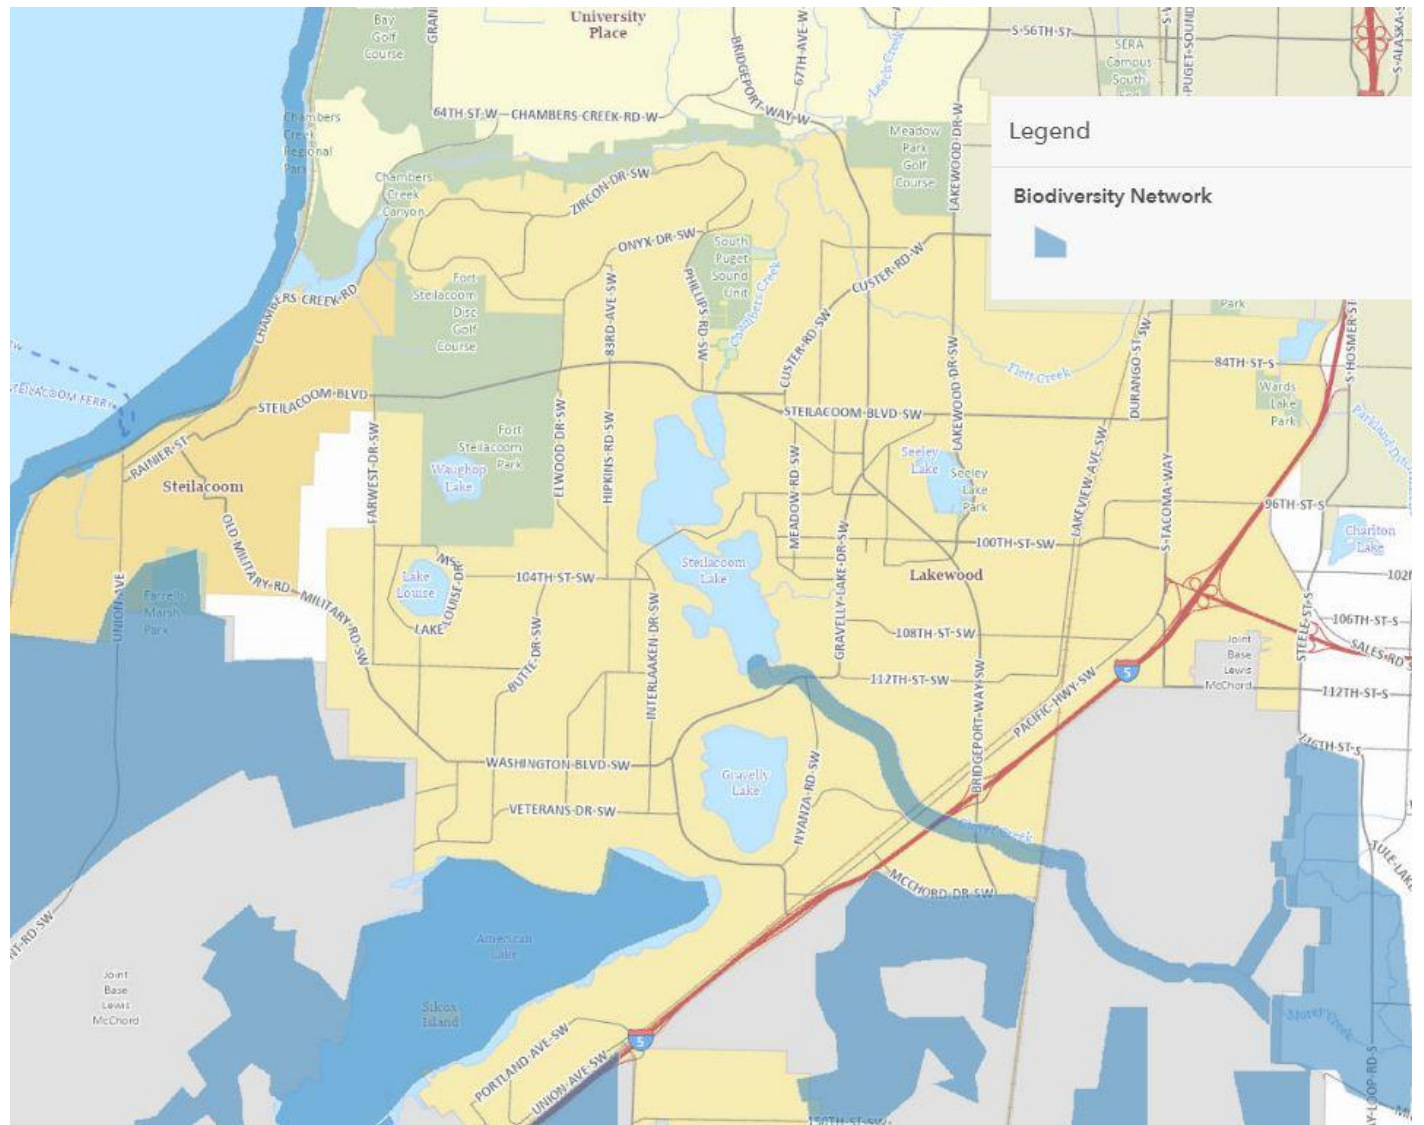 University
Place
Bay
Golf
Course
S-56TH-ST
SERA
Campus
South
67TH-AVE-W
BRIDGEPORT-WAY-W
Leach Creek
64TH-ST-W
CHAMBERS-CREEK-RD-W
Chambers
Creek
Regional
Park
Meadow
Park
Golf
Course
LAKEWOOD-DR-W
Legend
Biodiversity Network
Chambers
Creek
Canyon
ZIRCON-DR-SW
ONYX-DR-SW
South
Puget
Sound
Unit
CUSTER-RD-W
Park
Fort
Steilacoom
Disc
Golf
Course
CHAMBERS-CREEK-RD
83RD-AVE-SW
PHILLIPS-RD-SW
Chambers Creek
CUSTER-RD-SW
Flett-Creek
DURANGO-ST-SW
84TH-ST-S
S-HOSMER-ST
Wards
Lake
Park
STEILACOOM BLVD
STEILACOOM BLVD-SW
LAKEWOOD-DR-SW
RAINIER-ST
Steilacoom
FARWEST-DR-SW
Fort
Steilacoom
Park
Waughop
Lake
ELWOOD-DR-SW
HIPKINS-RD-SW
MEADOW-RD-SW
Seeley
Lake
Seeley
Lake
Park
LAKEVIEW-AVE-SW
S-TACOMA-WAY
96TH-ST-S
Charlton
Lake
OLD-MILITARY-RD
MILITARY-RD-SW
Lake
Louise
104TH-ST-SW
Steilacoom
Lake
GRAVELLY-LAKE-DR-SW
100TH-ST-SW
Lakewood
UNION-AVE
Farrells
Marsh
Park
BUTTE-DR-SW
INTERLAAKEN-DR-SW
108TH-ST-SW
106TH-ST-S
STEELE-ST-S
SALES-RD
Joint
Base
Lewis
McChord
112TH-ST-SW
112TH-ST-S
5
PACIFIC-HWY-SW
BRIDGEPORT-WAY-SW
WASHINGTON-BLVD-SW
Gravelly
Lake
VETERANS-DR-SW
NYANZA-RD-SW
Clover Creek
TULE-LAKE
MCCHORD-DR-SW
American
Lake
Joint
Base
Lewis
McChord
Silcox
Island
Morey Creek
5
PORTLAND-AVE-SW
UNION-AVE-SW
150TH-ST-SW